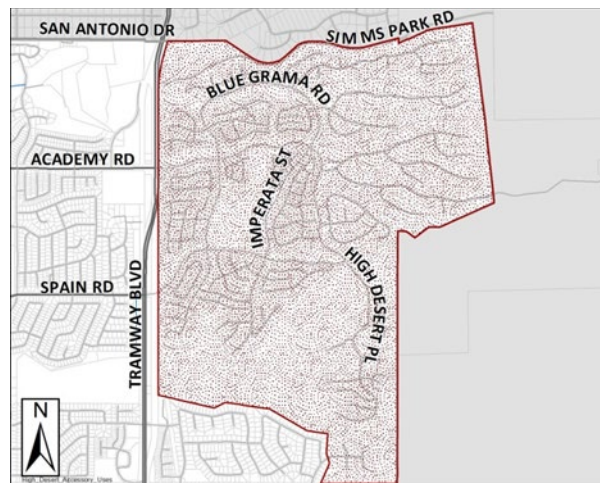 SAN ANTONIO DR
SIMMS PARK RD
BLUE GRAMA RD
ACADEMY RD
IMPERATA ST
SPAIN RD
HIGH DESERT PL
TRAMWAY BLVD
N
High_Desert_Accessory_Uses